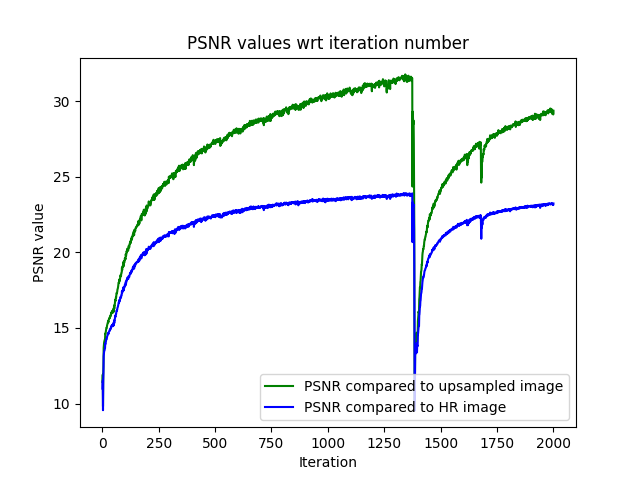 PSNR values wrt iteration number
PSNR value
30
25
20
15
10
PSNR compared to upsampled image
PSNR compared to HR image
0 250 500 750 1000 1250 1500 1750 2000
Iteration